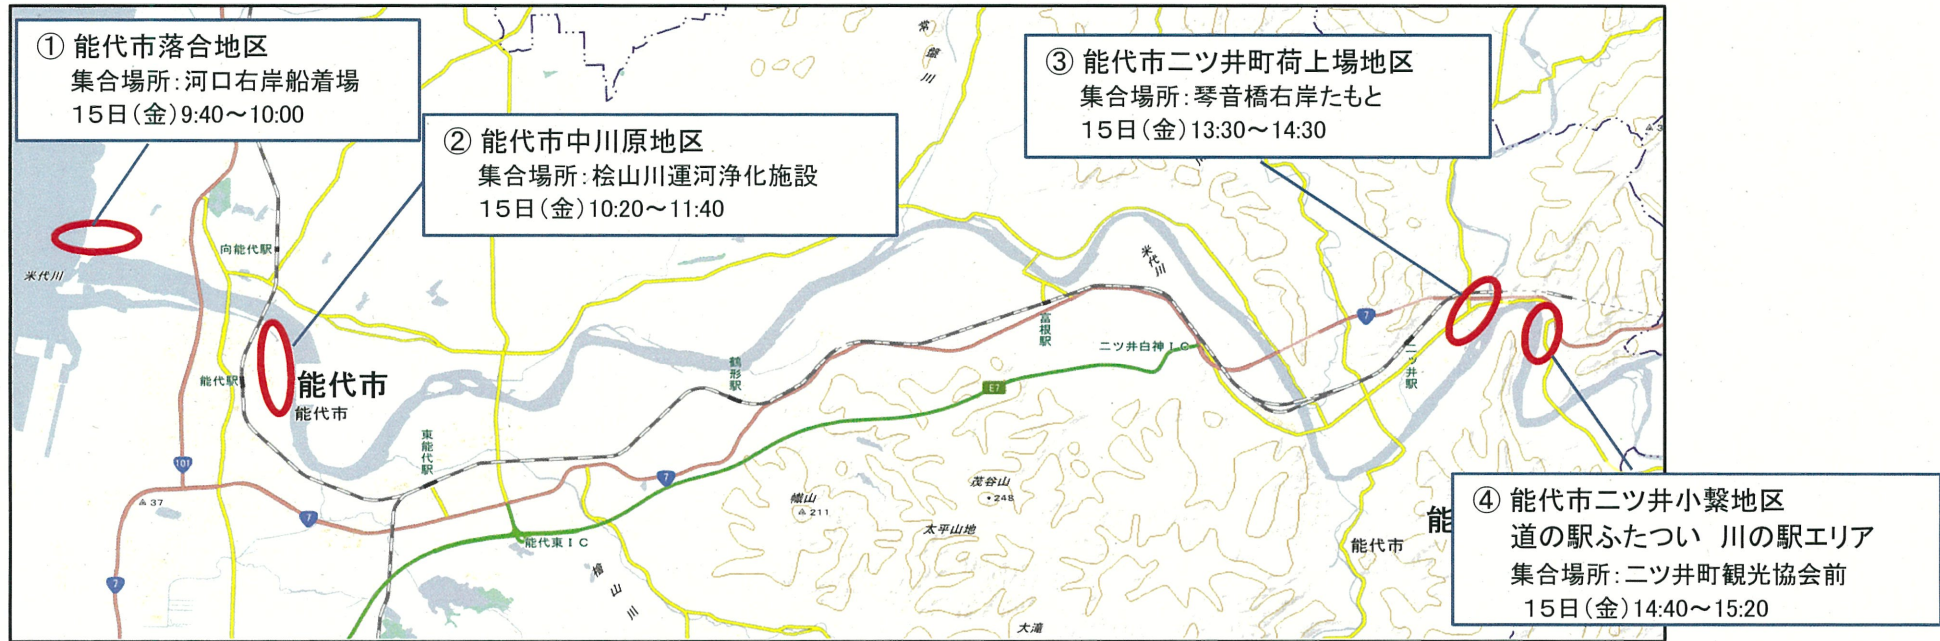 ① 能代市落合地区
集合場所:河口右岸船着場
15日(金)9:40～10:00
② 能代市中川原地区
集合場所:桧山川運河浄化施設
15日(金)10:20～11:40
③ 能代市二ツ井町荷上場地区
集合場所:琴音橋右岸たもと
15日(金)13:30～14:30
常盤川
向能代駅
米代川
米代川
能代駅
能代市
能代市
鶴形駅
富根駅
二ツ井白神IC
7
二ツ井駅
E7
東能代駅
101
37
7
7
7
能代東IC
檜山川
幟山
211
茂谷山
248
太平山地
大滝
能代市
能
④ 能代市二ツ井小繋地区
道の駅ふたつい 川の駅エリア
集合場所:二ツ井町観光協会前
15日(金)14:40～15:20